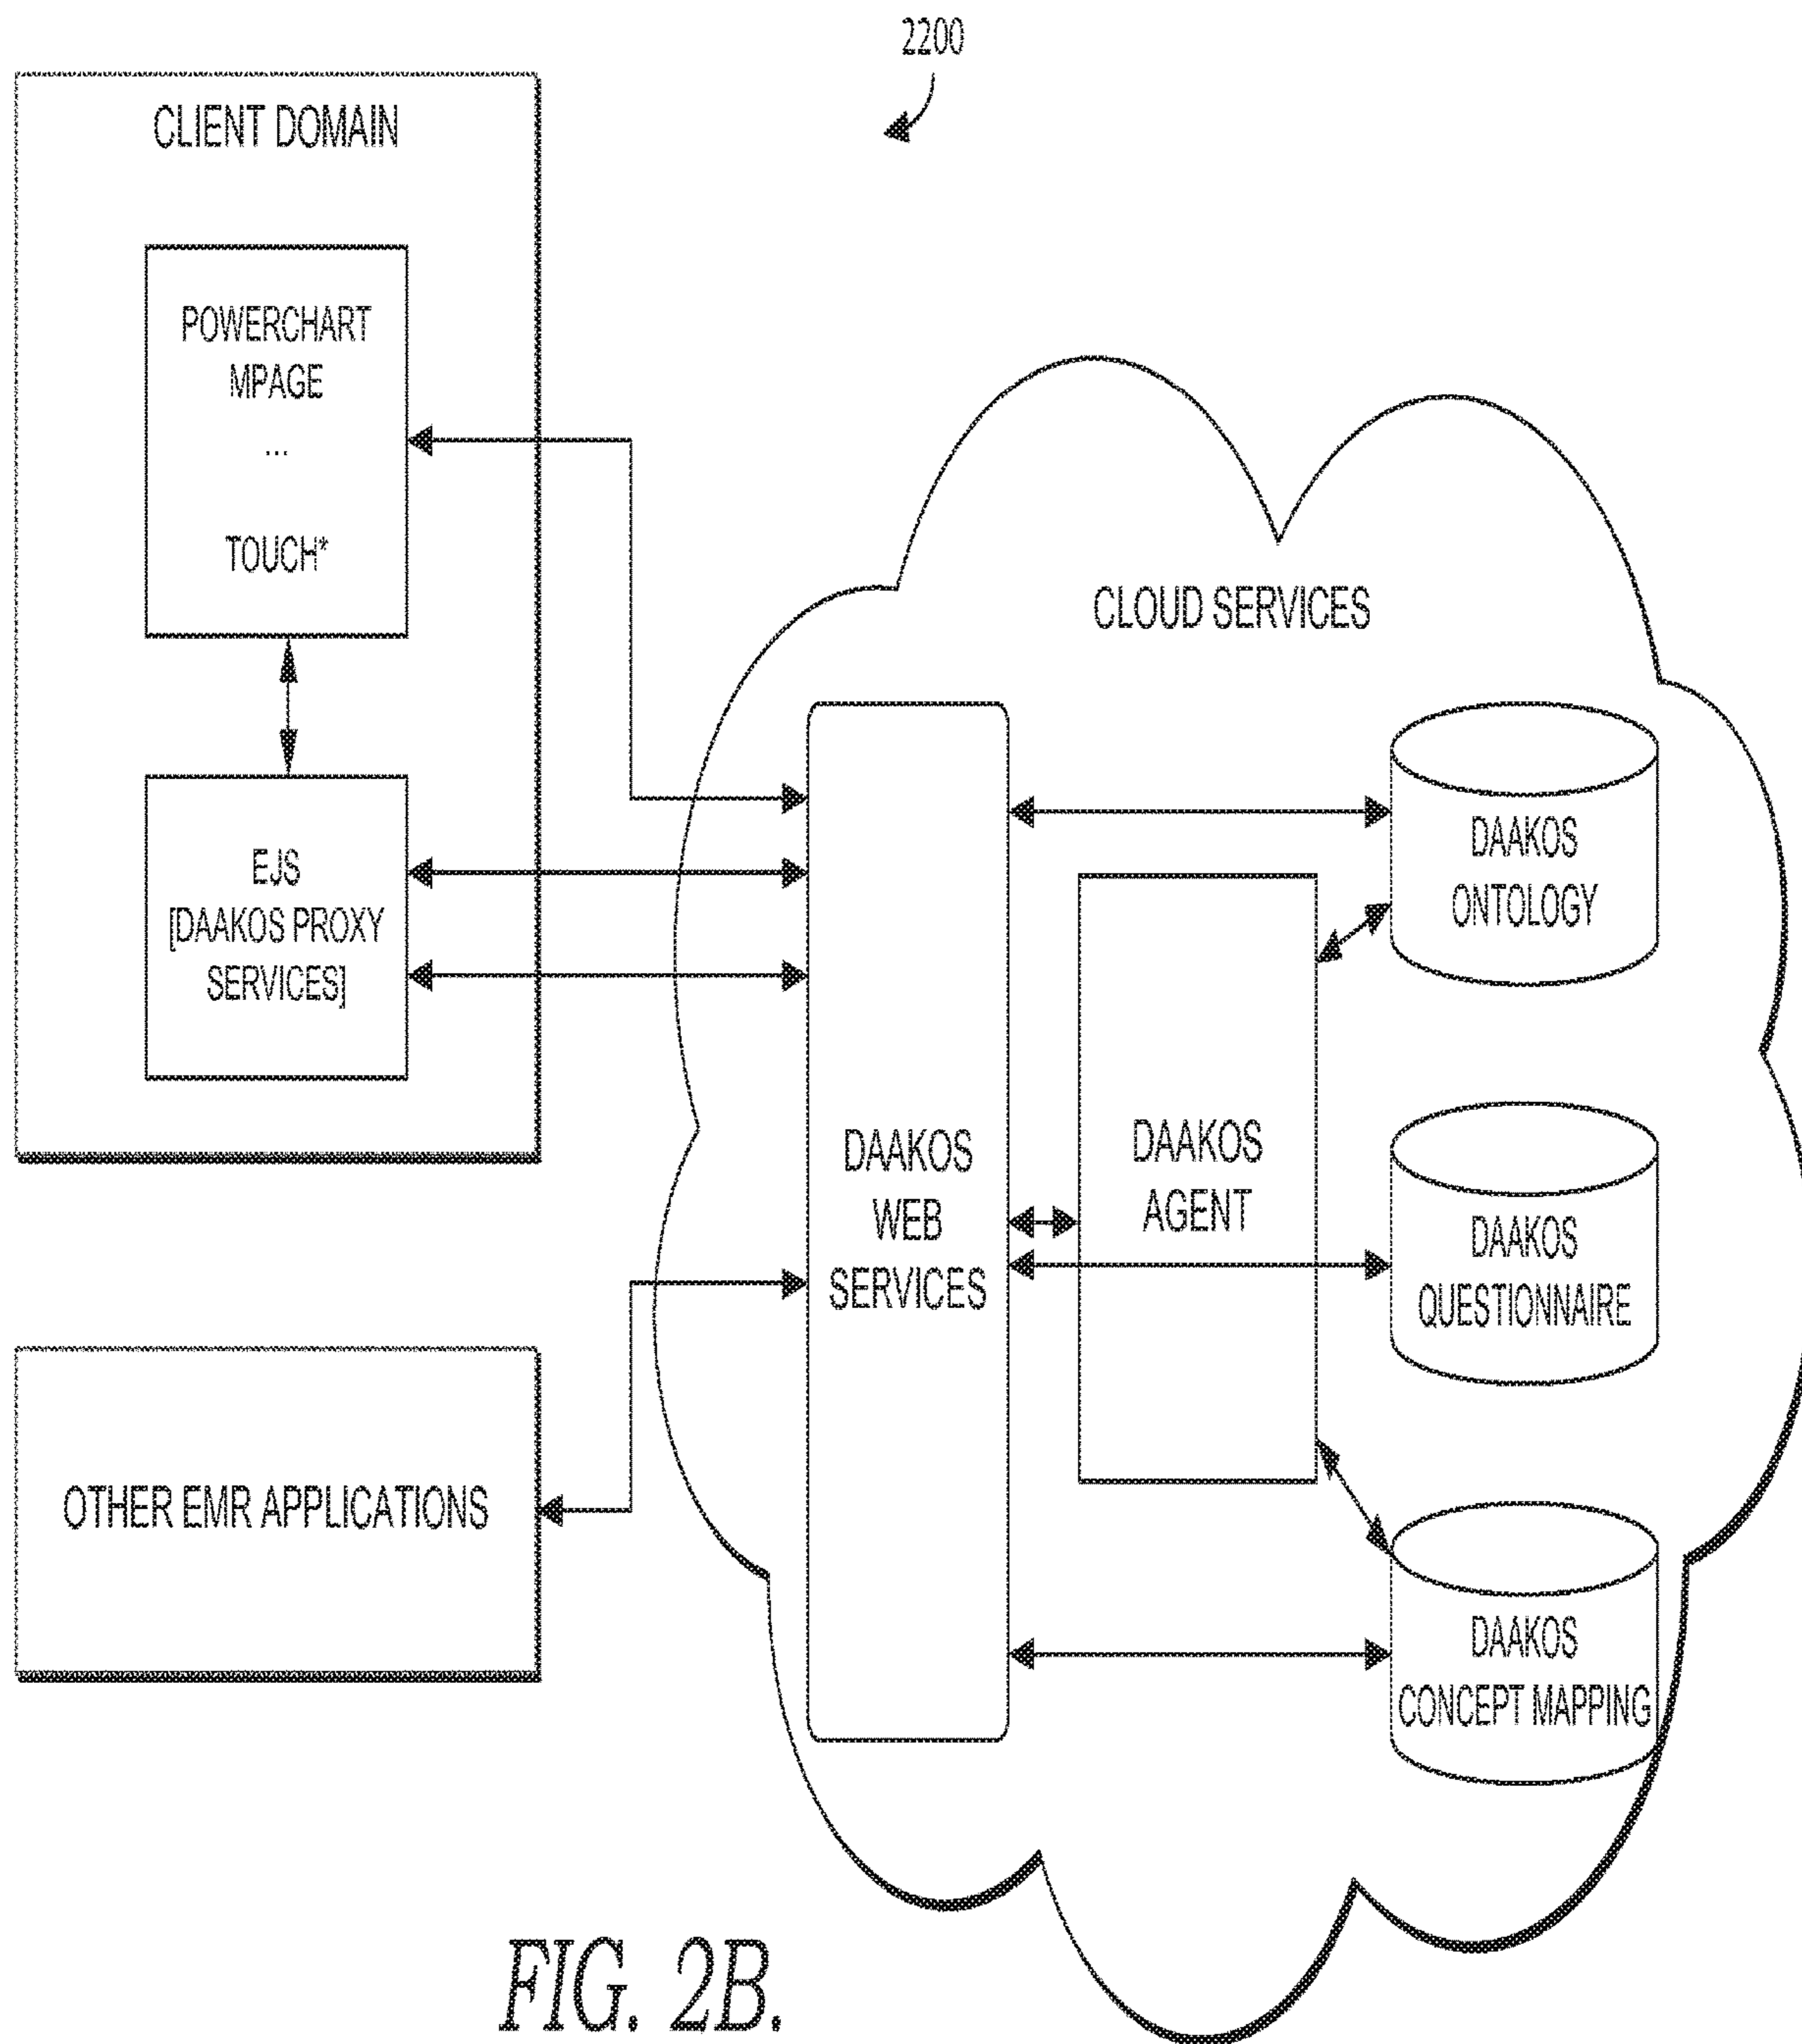 2200
CLIENT DOMAIN
POWERCHART
MPAGE
...
TOUCH*
EJS
[DAAKOS PROXY
SERVICES]
OTHER EMR APPLICATIONS
CLOUD SERVICES
DAAKOS
WEB
SERVICES
DAAKOS
AGENT
DAAKOS
ONTOLOGY
DAAKOS
QUESTIONNAIRE
DAAKOS
CONCEPT MAPPING
FIG. 2B.